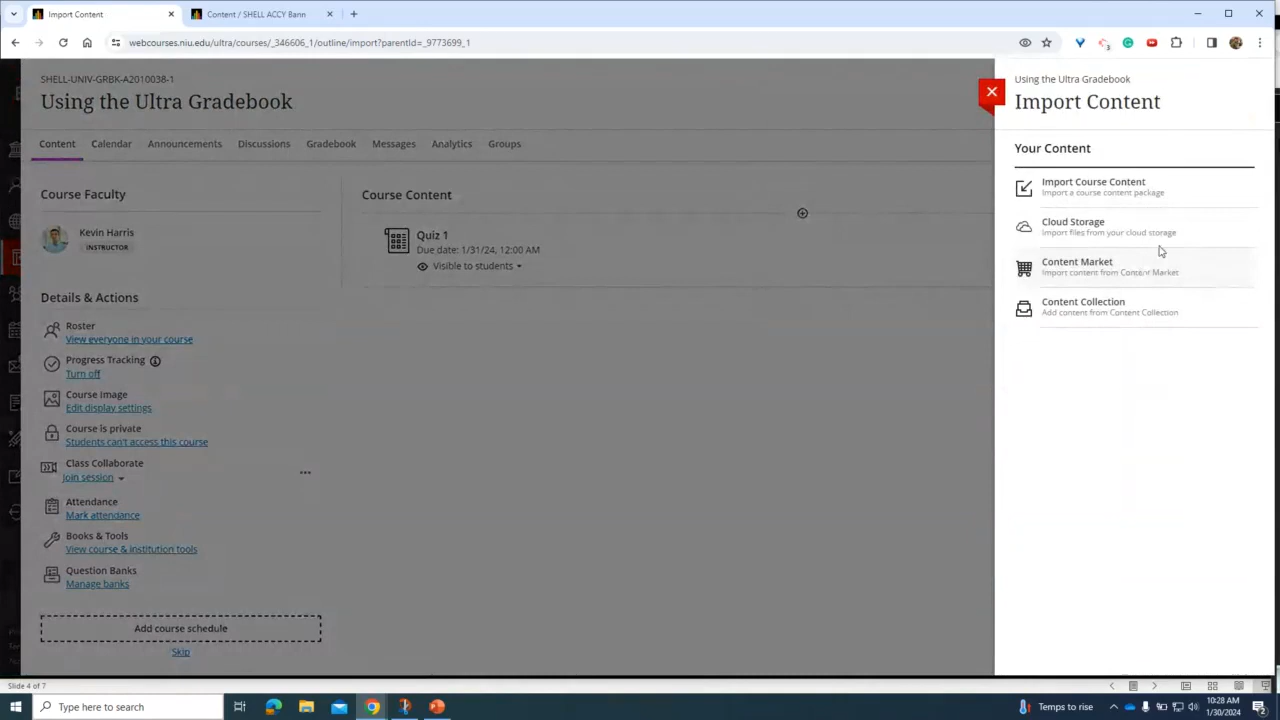 Import Content
Content / SHELL ACCY Bann
webcourses.niu.edu/ultra/courses/_346606_1/outline/import?parentId=_9773699_1
3
SHELL-UNIV-GRBK-A2010038-1
Using the Ultra Gradebook
Content
Calendar
Announcements
Discussions
Gradebook
Messages
Analytics
Groups
Course Faculty
Kevin Harris
INSTRUCTOR
Details & Actions
Roster
View everyone in your course
Progress Tracking
Turn off
Course Image
Edit display settings
Course is private
Students can't access this course
Class Collaborate
Join session
Attendance
Mark attendance
Books & Tools
View course & institution tools
Question Banks
Manage banks
Add course schedule
Skip
Course Content
Quiz 1
Due date: 1/31/24, 12:00 AM
Visible to students
Using the Ultra Gradebook
Import Content
Your Content
Import Course Content
Import a course content package
Cloud Storage
Import files from your cloud storage
Content Market
Import content from Content Market
Content Collection
Add content from Content Collection
Slide 4 of 7
Type here to search
Temps to rise
10:28 AM
1/30/2024
2